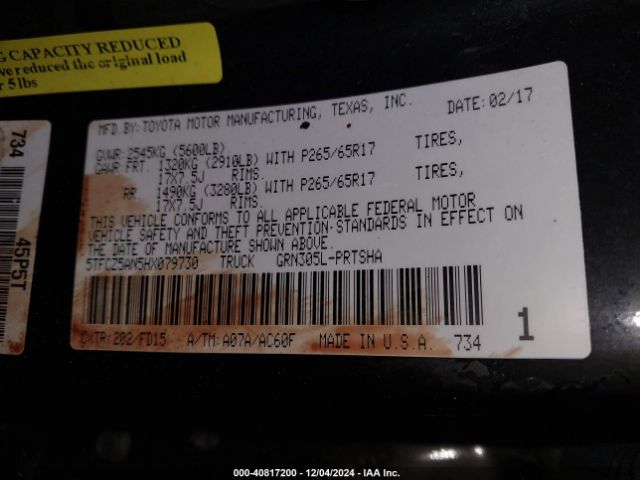 G CAPACITY REDUCED
ve reduced the original load
r 5 lbs
734
45P5T
MFD.BY:TOYOTA MOTOR MANUFACTURING, TEXAS, INC. DATE:02/17
GVWR:2545KG (5600LB)
GAWR:FRT. 1320KG (2910LB) WITH P265/65R17 TIRES,
17X7.5J RIMS.
RR 1490KG (3280LB) WITH P265/65R17 TIRES,
17X7.5J RIMS.
THIS VEHICLE CONFORMS TO ALL APPLICABLE FEDERAL MOTOR
VEHICLE SAFETY AND THEFT PREVENTION STANDARDS IN EFFECT ON
THE DATE OF MANUFACTURE SHOWN ABOVE.
5TFCZ5AN5HX079730 TRUCK GRN305L-PRTSHA
EXTR:202/FD15 A/TM:A07A/AC60F MADE IN U.S.A. 734
1
000-40817200 - 12/04/2024 - IAA Inc.